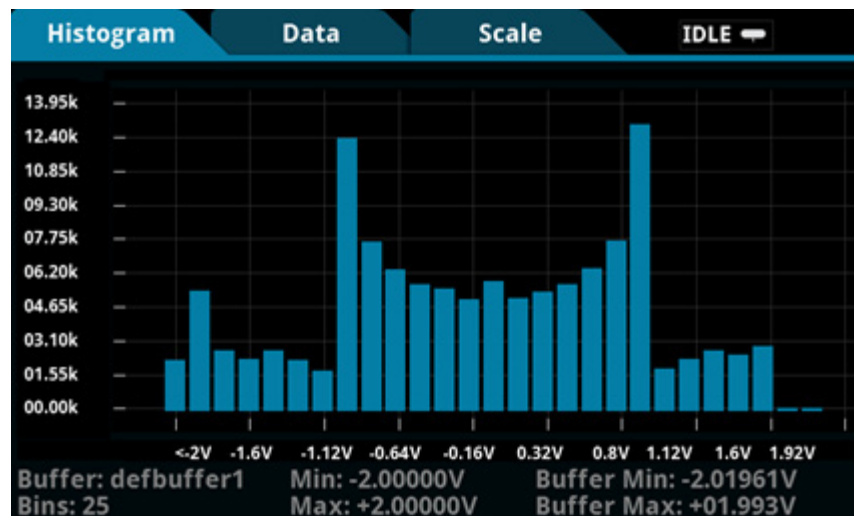 Histogram Data Scale IDLE
13.95k
12.40k
10.85k
09.30k
07.75k
06.20k
04.65k
03.10k
01.55k
00.00k
<-2V -1.6V -1.12V -0.64V -0.16V 0.32V 0.8V 1.12V 1.6V 1.92V
Buffer: defbuffer1 Min: -2.00000V Buffer Min: -2.01961V
Bins: 25 Max: +2.00000V Buffer Max: +01.993V